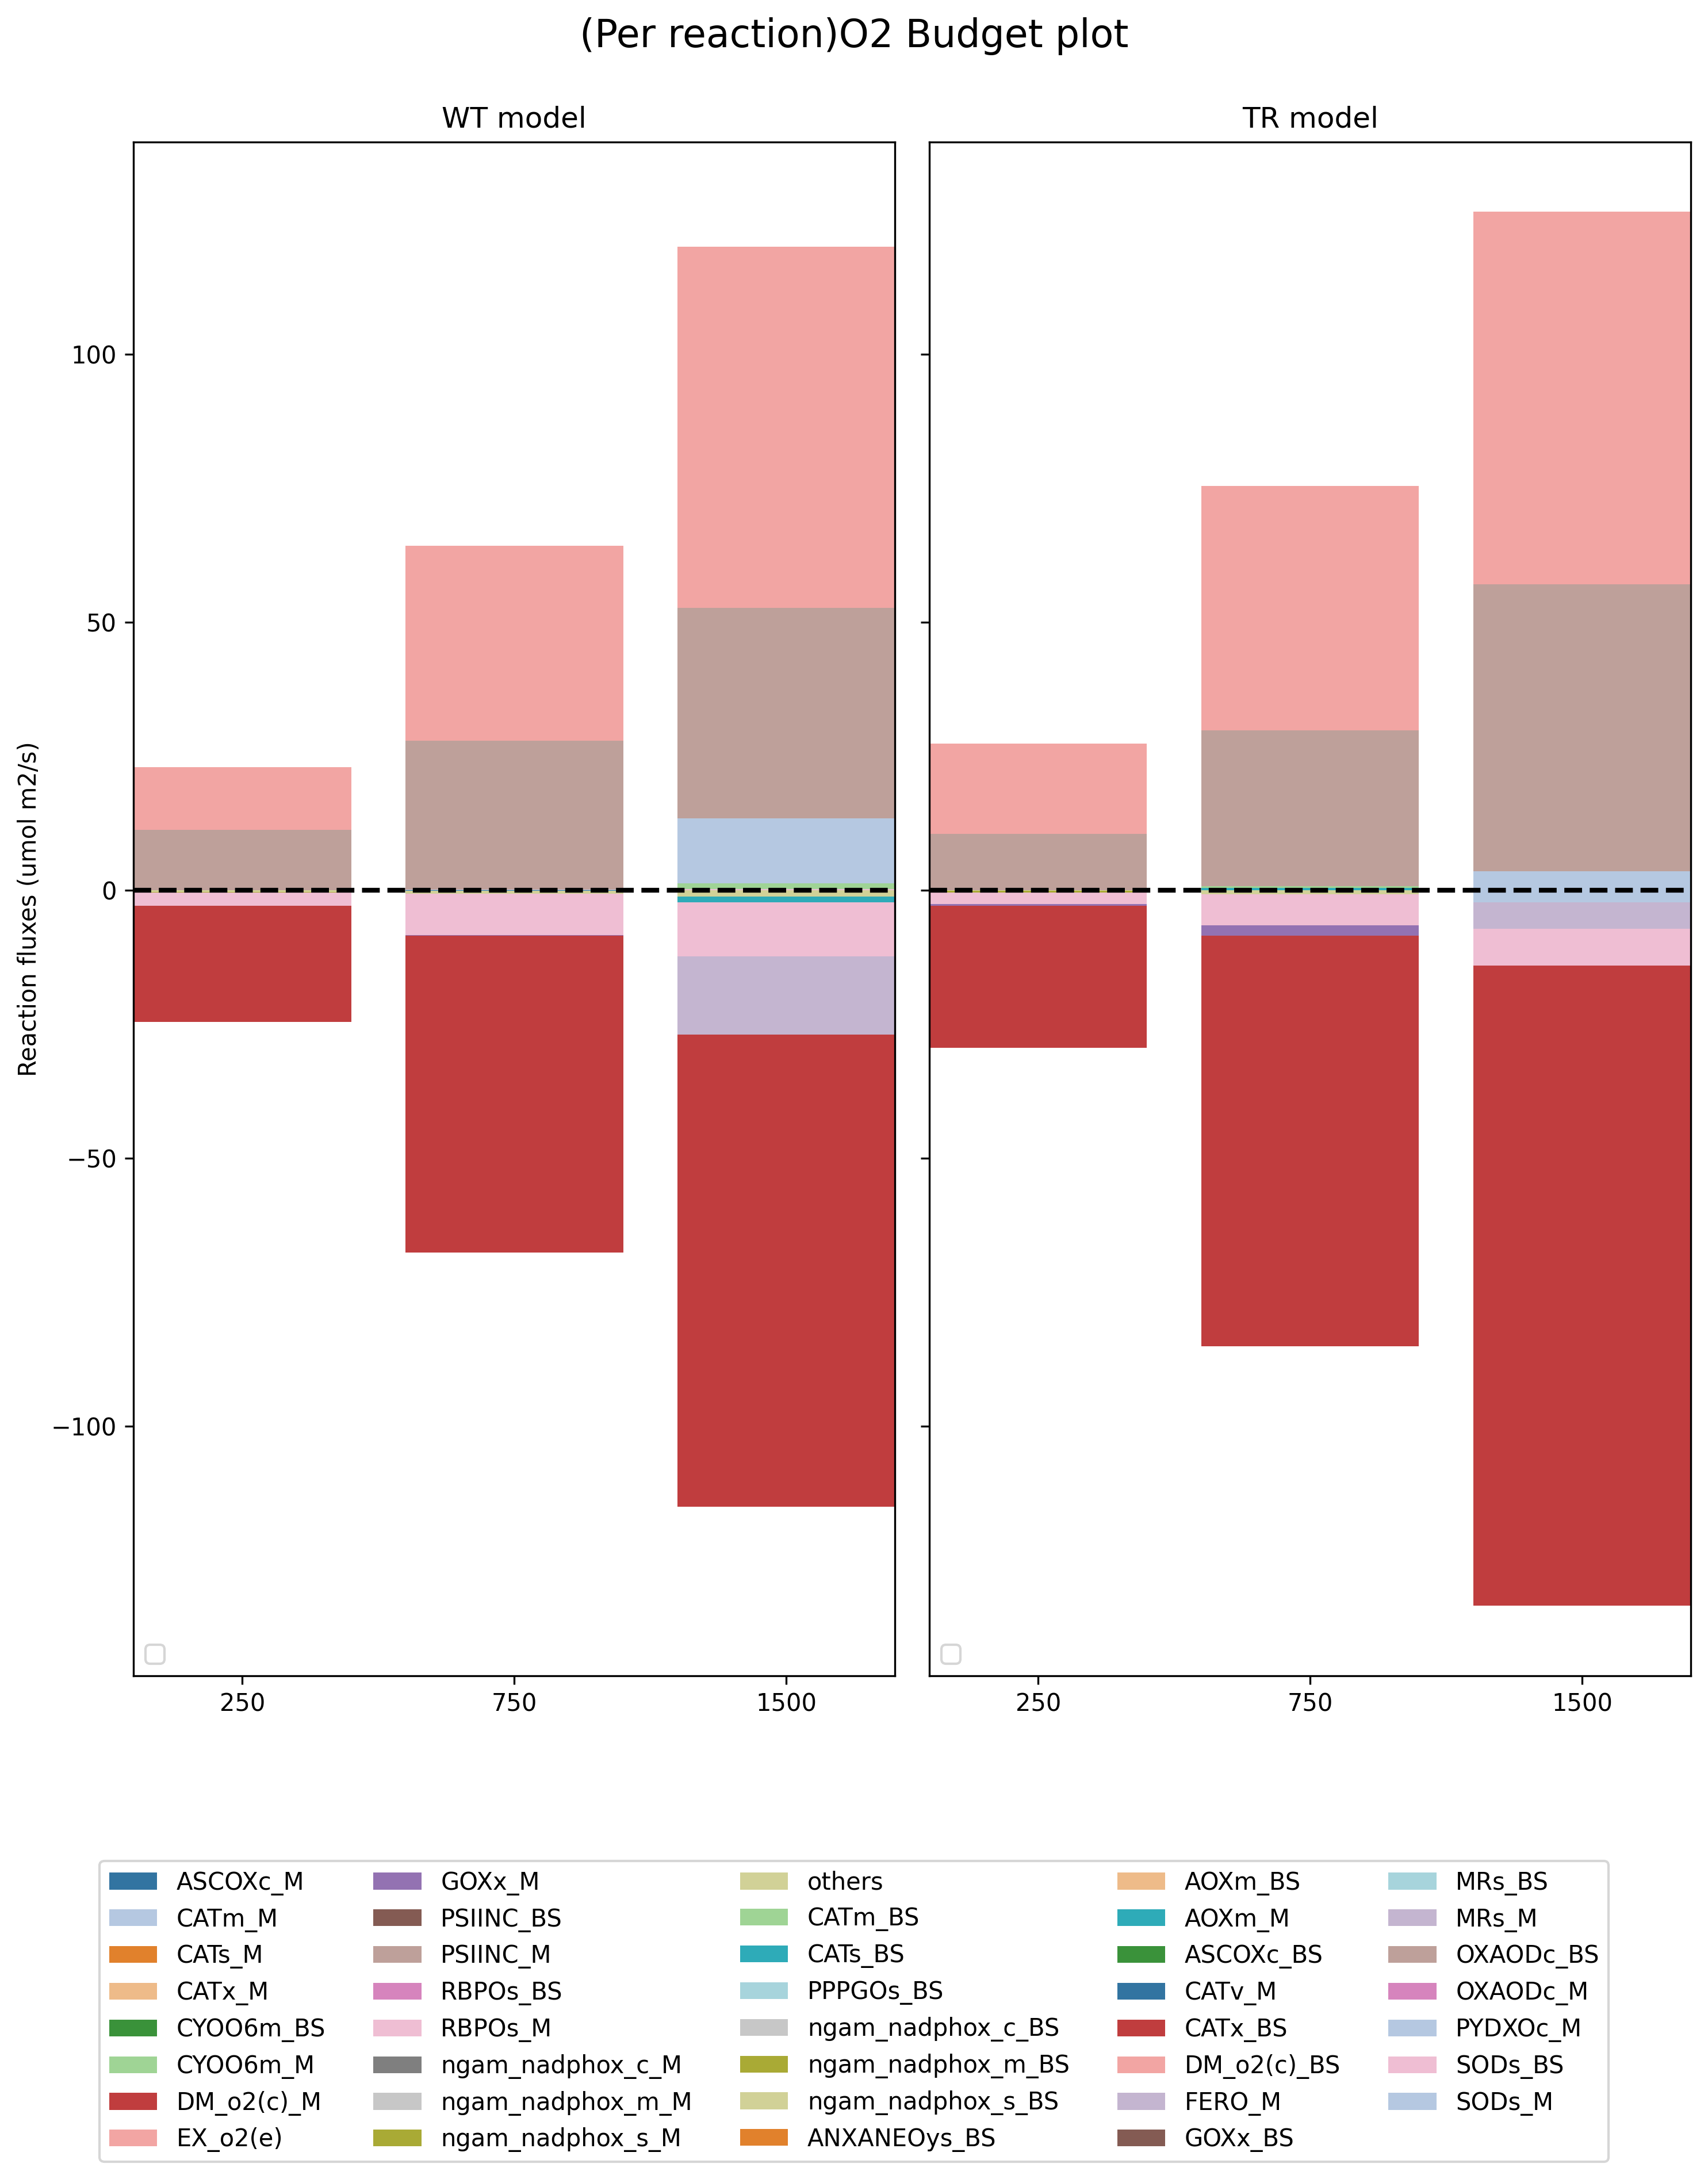 (Per reaction)O2 Budget plot
WT model
TR model
Reaction fluxes (umol m2/s)
100
50
0
−50
−100
250 750 1500
250 750 1500
ASCOXc_M
CATm_M
CATs_M
CATx_M
CYOO6m_BS
CYOO6m_M
DM_o2(c)_M
EX_o2(e)
GOXx_M
PSIINC_BS
PSIINC_M
RBPOs_BS
RBPOs_M
ngam_nadphox_c_M
ngam_nadphox_m_M
ngam_nadphox_s_M
others
CATm_BS
CATs_BS
PPPGOs_BS
ngam_nadphox_c_BS
ngam_nadphox_m_BS
ngam_nadphox_s_BS
ANXANEOys_BS
AOXm_BS
AOXm_M
ASCOXc_BS
CATv_M
CATx_BS
DM_o2(c)_BS
FERO_M
GOXx_BS
MRs_BS
MRs_M
OXAODc_BS
OXAODc_M
PYDXOc_M
SODs_BS
SODs_M